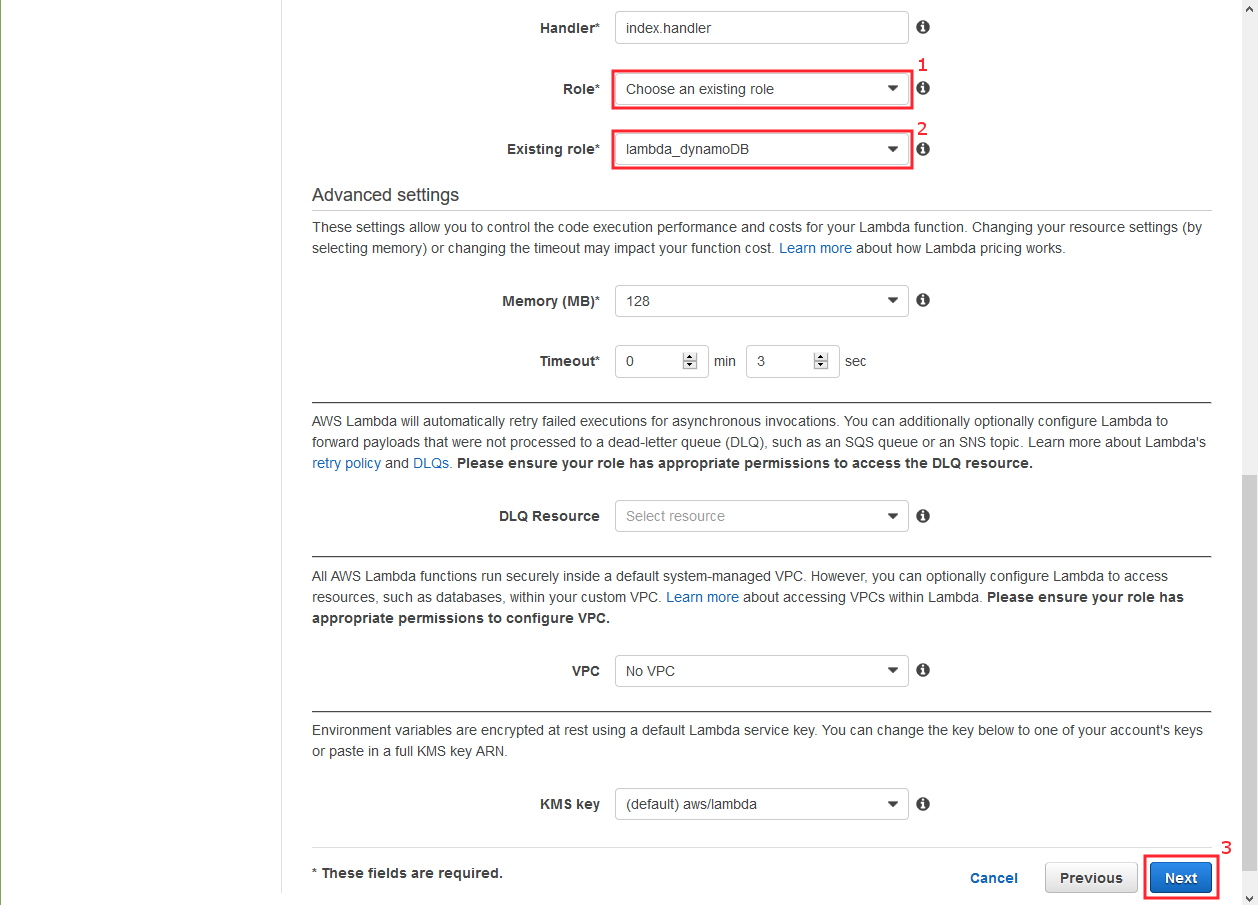 Handler* index.handler
1
Role* Choose an existing role
2
Existing role* lambda_dynamoDB
Advanced settings
These settings allow you to control the code execution performance and costs for your Lambda function. Changing your resource settings (by
selecting memory) or changing the timeout may impact your function cost. Learn more about how Lambda pricing works.
Memory (MB)* 128
Timeout* 0 min 3 sec
AWS Lambda will automatically retry failed executions for asynchronous invocations. You can additionally optionally configure Lambda to
forward payloads that were not processed to a dead-letter queue (DLQ), such as an SQS queue or an SNS topic. Learn more about Lambda's
retry policy and DLQs. Please ensure your role has appropriate permissions to access the DLQ resource.
DLQ Resource Select resource
All AWS Lambda functions run securely inside a default system-managed VPC. However, you can optionally configure Lambda to access
resources, such as databases, within your custom VPC. Learn more about accessing VPCs within Lambda. Please ensure your role has
appropriate permissions to configure VPC.
VPC No VPC
Environment variables are encrypted at rest using a default Lambda service key. You can change the key below to one of your account's keys
or paste in a full KMS key ARN.
KMS key (default) aws/lambda
3
* These fields are required. Cancel Previous Next